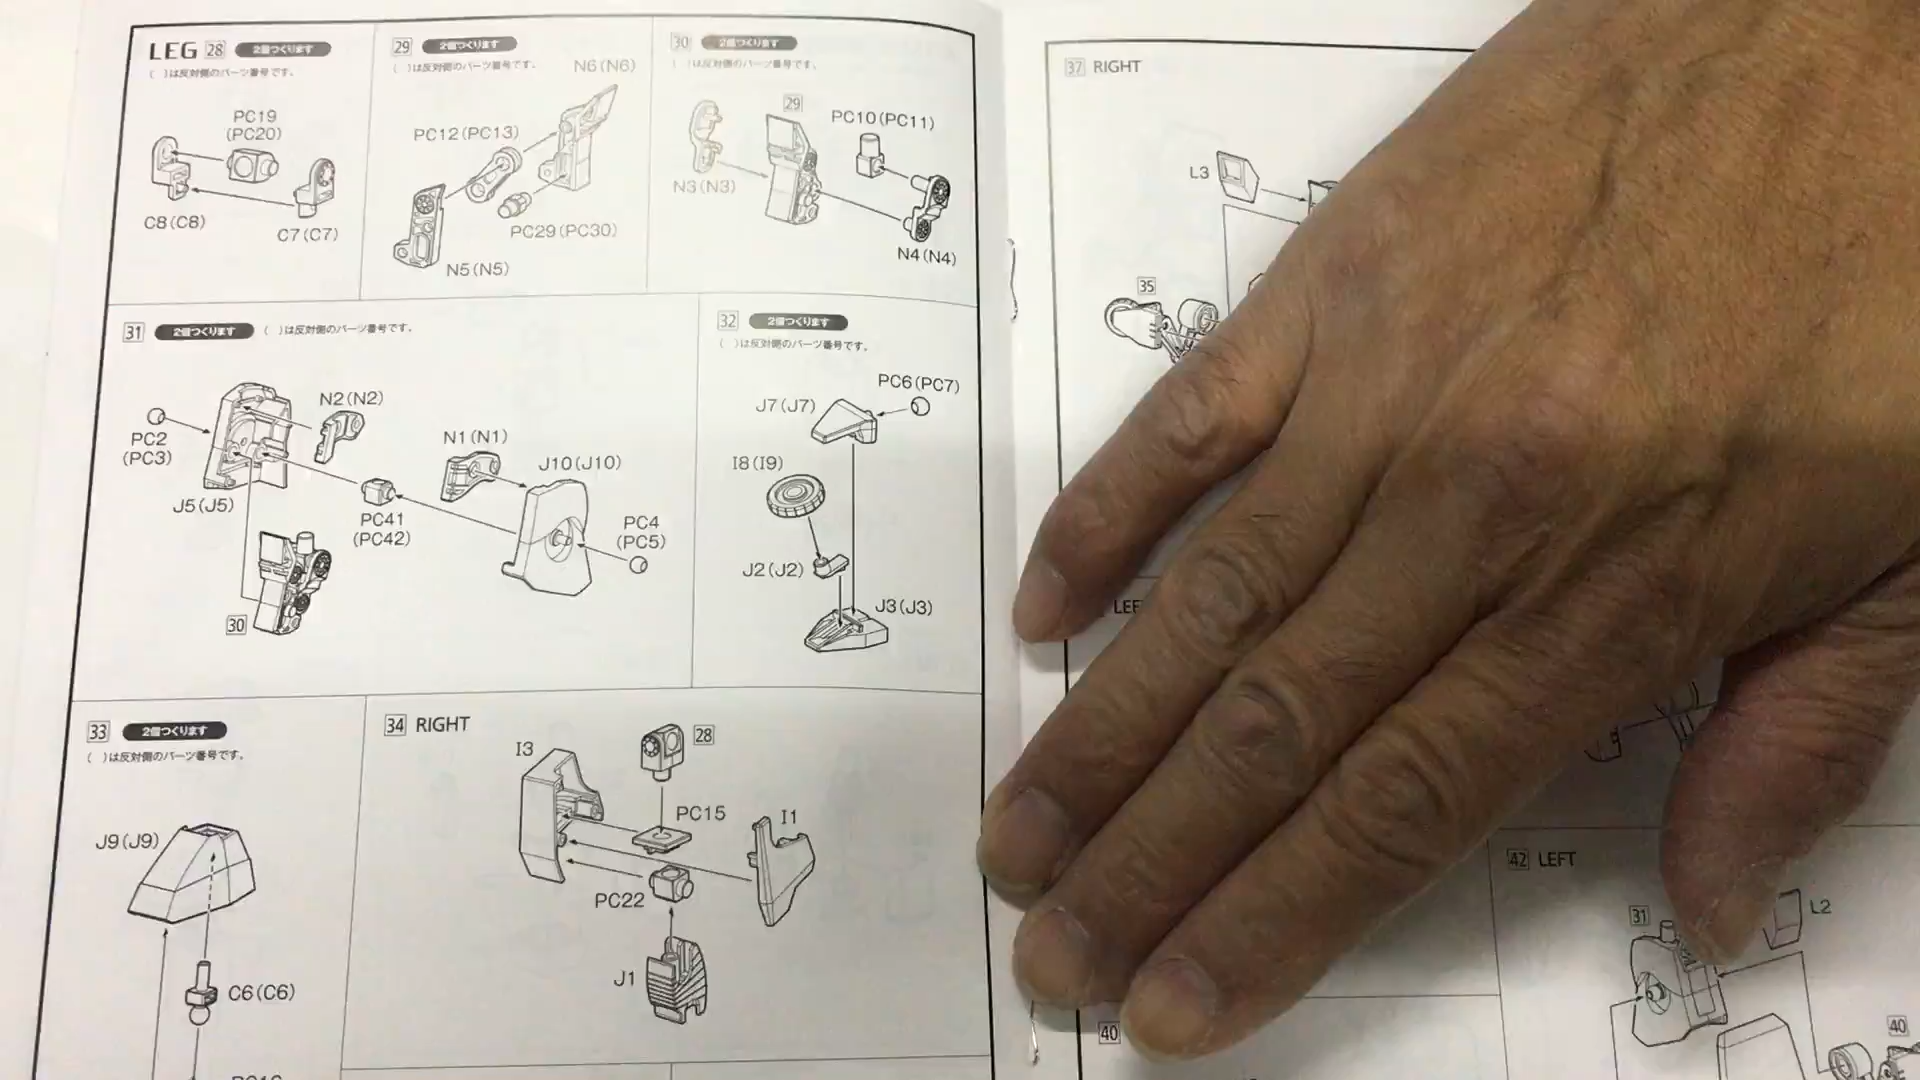 LEG 28 2個つくります
( )は反対側のパーツ番号です。
PC19
(PC20)
C8(C8)
C7(C7)
29 2個つくります
( )は反対側のパーツ番号です。
N6(N6)
PC12(PC13)
PC29(PC30)
N5(N5)
30 2個つくります
( )は反対側のパーツ番号です。
29
PC10(PC11)
N3(N3)
N4(N4)
31 2個つくります ( )は反対側のパーツ番号です。
N2(N2)
PC2
(PC3)
N1(N1)
J10(J10)
J5(J5)
PC41
(PC42)
PC4
(PC5)
30
32 2個つくります
( )は反対側のパーツ番号です。
PC6(PC7)
J7(J7)
I8(I9)
J2(J2)
J3(J3)
33 2個つくります
( )は反対側のパーツ番号です。
J9(J9)
C6(C6)
34 RIGHT
28
I3
PC15
I1
PC22
J1
37 RIGHT
L3
35
40
42 LEFT
31
L2
40